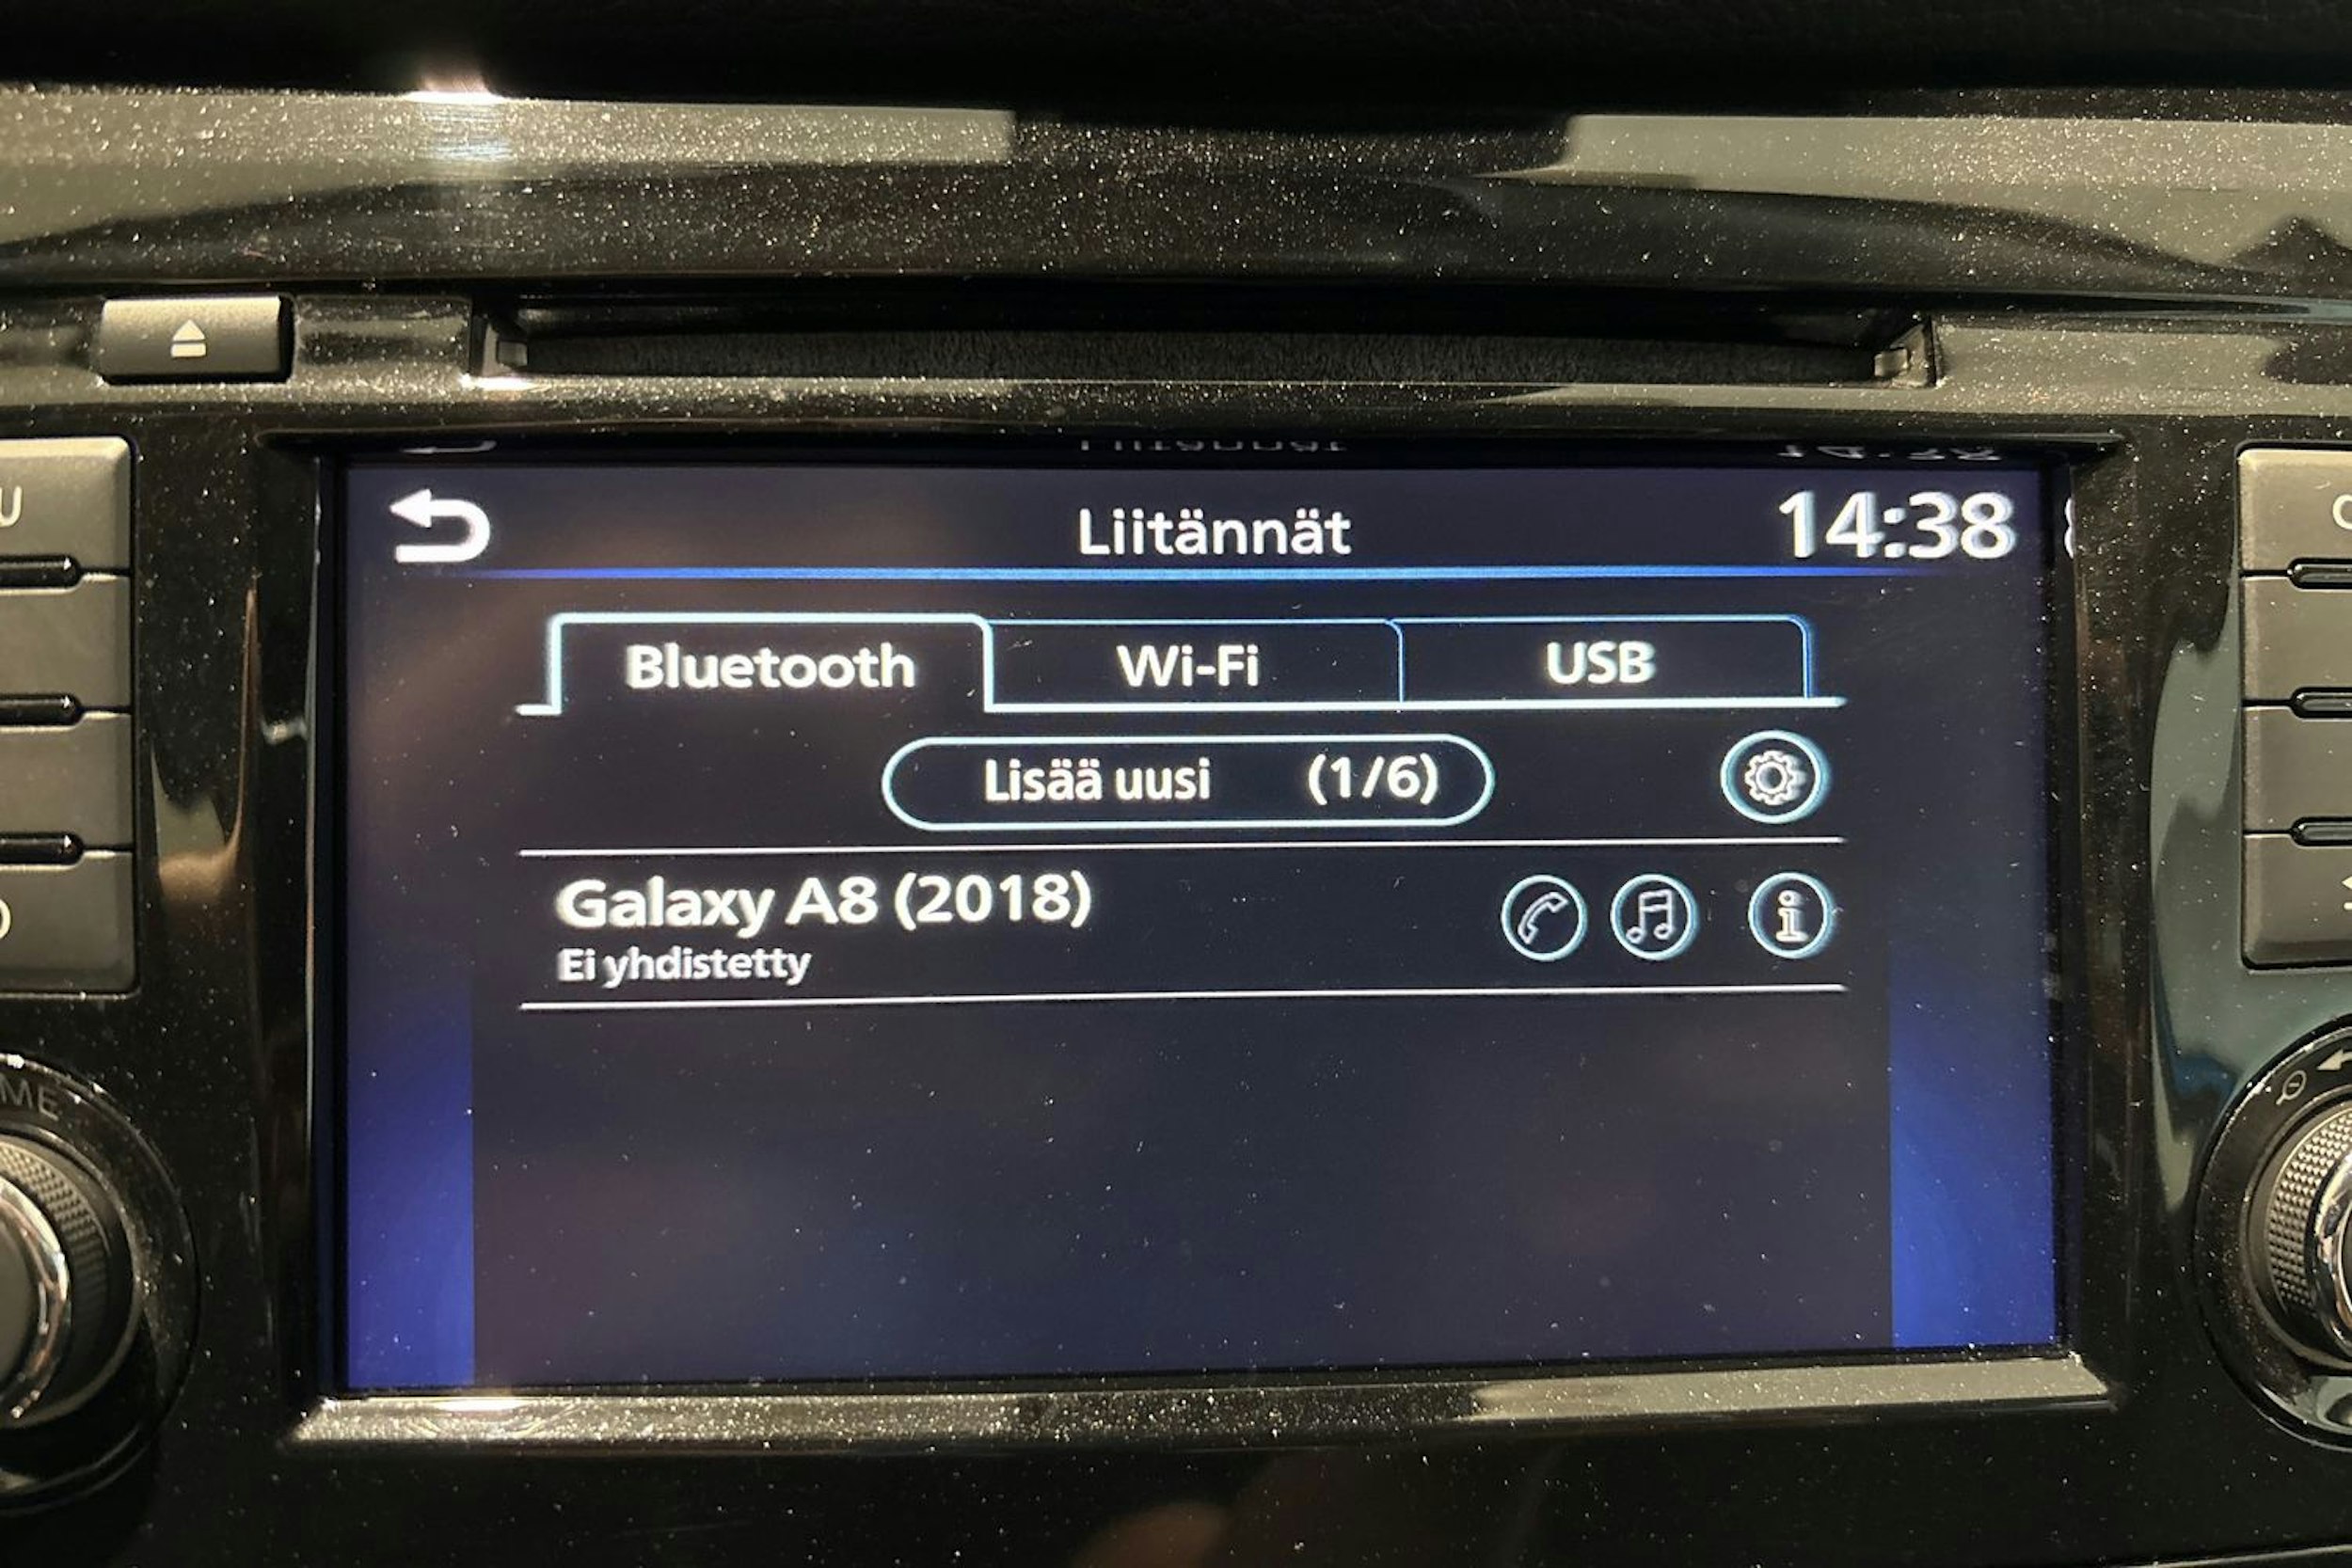 Liitännät 14:38
Bluetooth Wi-Fi USB
Lisää uusi (1/6)
Galaxy A8 (2018)
Ei yhdistetty